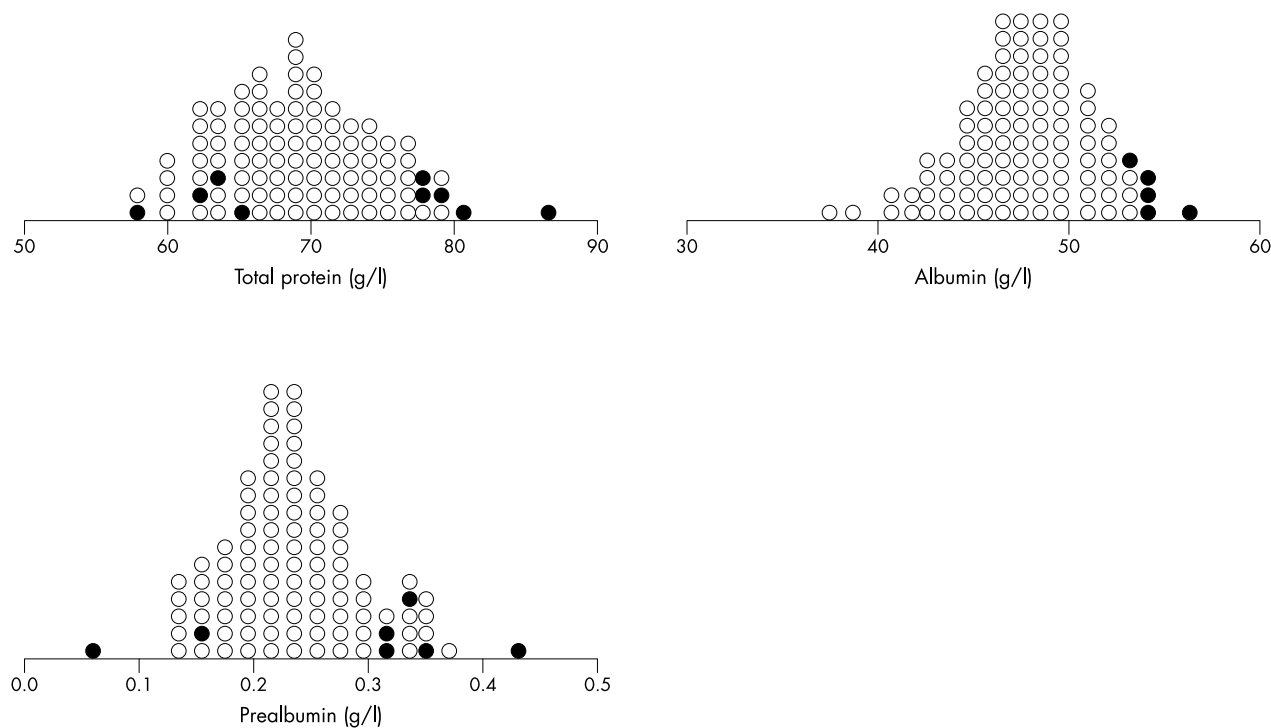 50 60 70 80 90
Total protein (g/l)
30 40 50 60
Albumin (g/l)
0.0 0.1 0.2 0.3 0.4 0.5
Prealbumin (g/l)